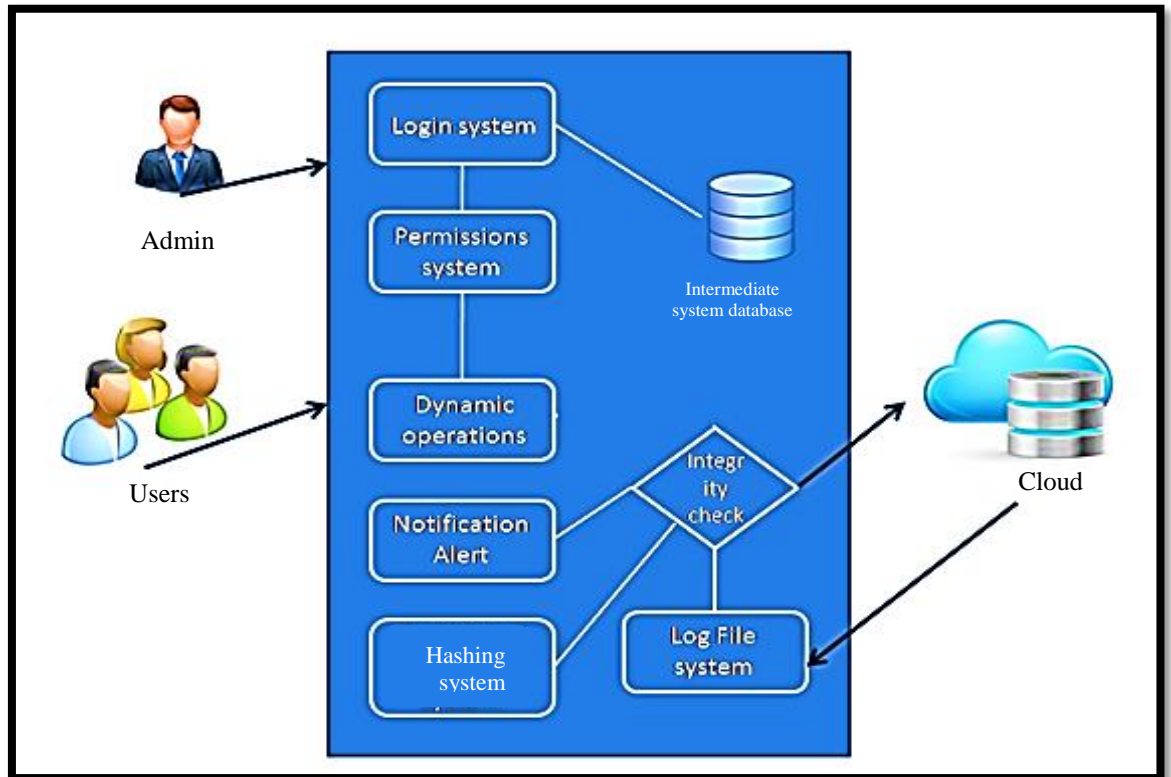 Login system
Admin
Permissions
system
Intermediate
system database
Dynamic
operations
Users
Integr
ity
check
Cloud
Notification
Alert
Log File
system
Hashing
system